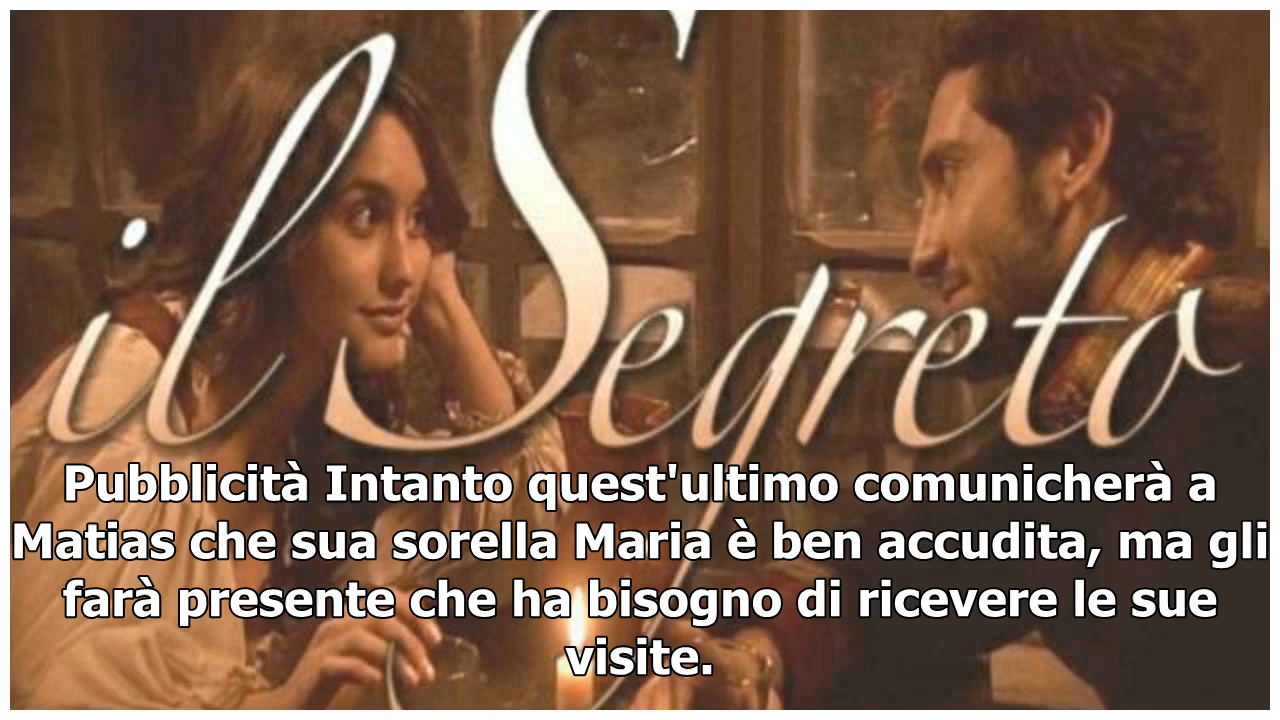 il Segreto
Pubblicità Intanto quest'ultimo comunicherà a
Matias che sua sorella Maria è ben accudita, ma gli
farà presente che ha bisogno di ricevere le sue
visite.